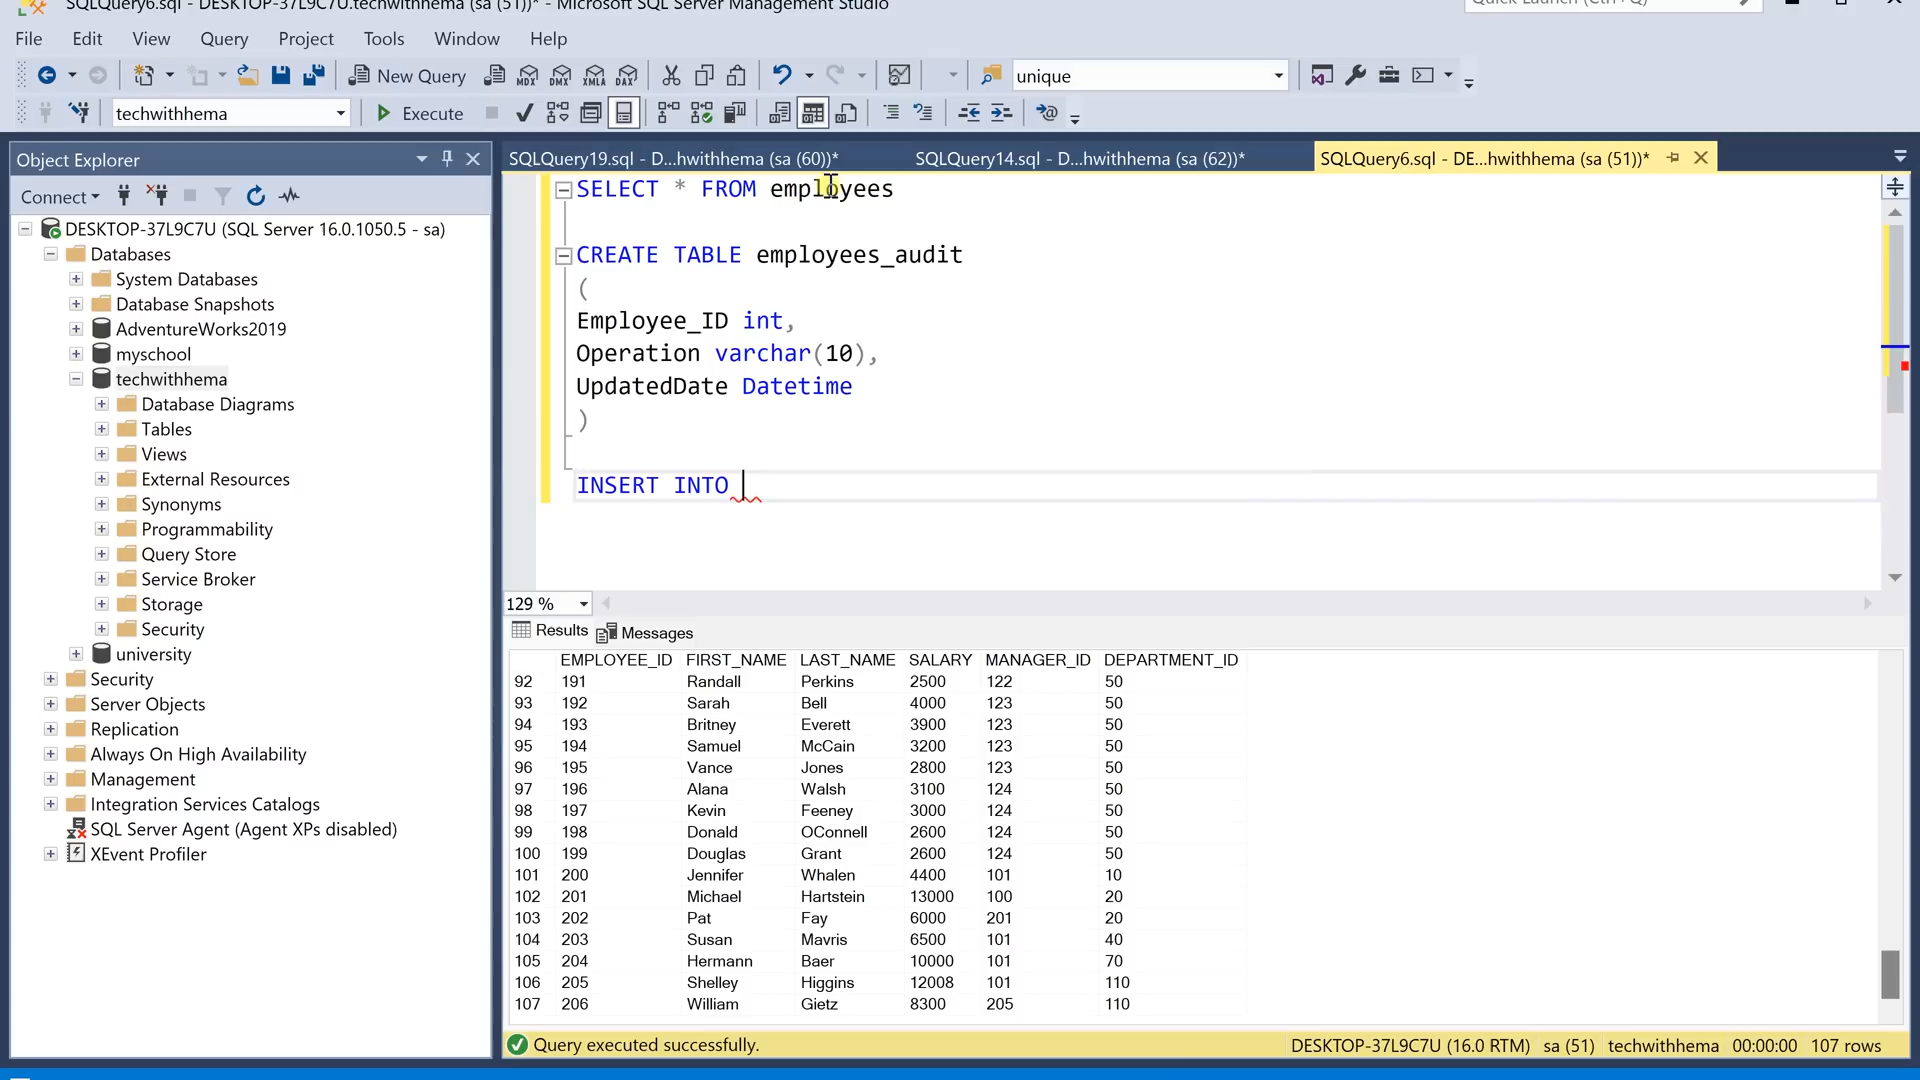 SQLQuery6.sql - DESKTOP-37L9C7U.techwithhema (sa (51))* - Microsoft SQL Server Management Studio
Quick Launch (Ctrl+Q)
File Edit View Query Project Tools Window Help
New Query MDX DMX XMLA DAX unique
techwithhema Execute
Object Explorer
Connect
DESKTOP-37L9C7U (SQL Server 16.0.1050.5 - sa)
Databases
System Databases
Database Snapshots
AdventureWorks2019
myschool
techwithhema
Database Diagrams
Tables
Views
External Resources
Synonyms
Programmability
Query Store
Service Broker
Storage
Security
university
Security
Server Objects
Replication
Always On High Availability
Management
Integration Services Catalogs
SQL Server Agent (Agent XPs disabled)
XEvent Profiler
SQLQuery19.sql - D...hwithhema (sa (60))* SQLQuery14.sql - D...hwithhema (sa (62))* SQLQuery6.sql - DE...hwithhema (sa (51))*
SELECT * FROM employees
CREATE TABLE employees_audit
(
Employee_ID int,
Operation varchar(10),
UpdatedDate Datetime
)
INSERT INTO
129 %
Results Messages
EMPLOYEE_ID FIRST_NAME LAST_NAME SALARY MANAGER_ID DEPARTMENT_ID
92 191 Randall Perkins 2500 122 50
93 192 Sarah Bell 4000 123 50
94 193 Britney Everett 3900 123 50
95 194 Samuel McCain 3200 123 50
96 195 Vance Jones 2800 123 50
97 196 Alana Walsh 3100 124 50
98 197 Kevin Feeney 3000 124 50
99 198 Donald OConnell 2600 124 50
100 199 Douglas Grant 2600 124 50
101 200 Jennifer Whalen 4400 101 10
102 201 Michael Hartstein 13000 100 20
103 202 Pat Fay 6000 201 20
104 203 Susan Mavris 6500 101 40
105 204 Hermann Baer 10000 101 70
106 205 Shelley Higgins 12008 101 110
107 206 William Gietz 8300 205 110
Query executed successfully. DESKTOP-37L9C7U (16.0 RTM) sa (51) techwithhema 00:00:00 107 rows